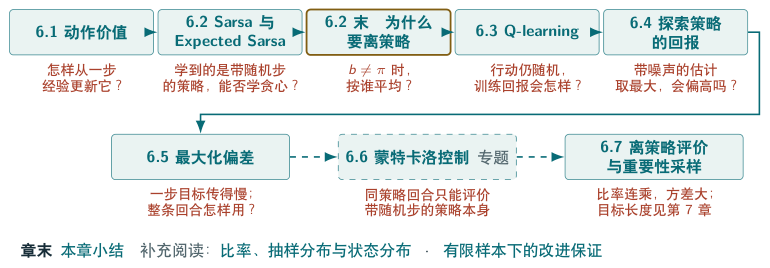 6.1 动作价值
6.2 Sarsa 与
Expected Sarsa
6.2 末 为什么
要离策略
6.3 Q-learning
6.4 探索策略
的回报
怎样从一步
经验更新它？
学到的是带随机步
的策略，能否学贪心？
b ≠ π 时，
按谁平均？
行动仍随机，
训练回报会怎样？
带噪声的估计
取最大，会偏高吗？
6.5 最大化偏差
6.6 蒙特卡洛控制 专题
6.7 离策略评价
与重要性采样
一步目标传得慢；
整条回合怎样用？
同策略回合只能评价
带随机步的策略本身
比率连乘，方差大；
目标长度见第 7 章
章末 本章小结 补充阅读：比率、抽样分布与状态分布 · 有限样本下的改进保证